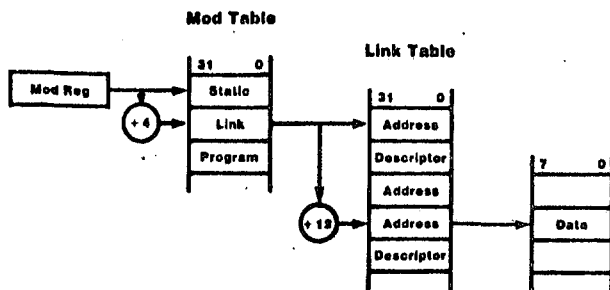 Mod Table
Link Table
31 0
Mod Reg
Static
+ 4
Link
Program
31 0
Address
Descriptor
Address
+ 12
Address
Descriptor
7 0
Data